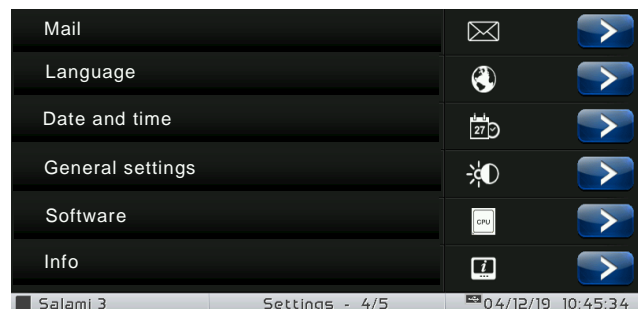 Mail
Language
Date and time
27
General settings
Software
CPU
Info
i
Salami 3 Settings - 4/5 04/12/19 10:45:34